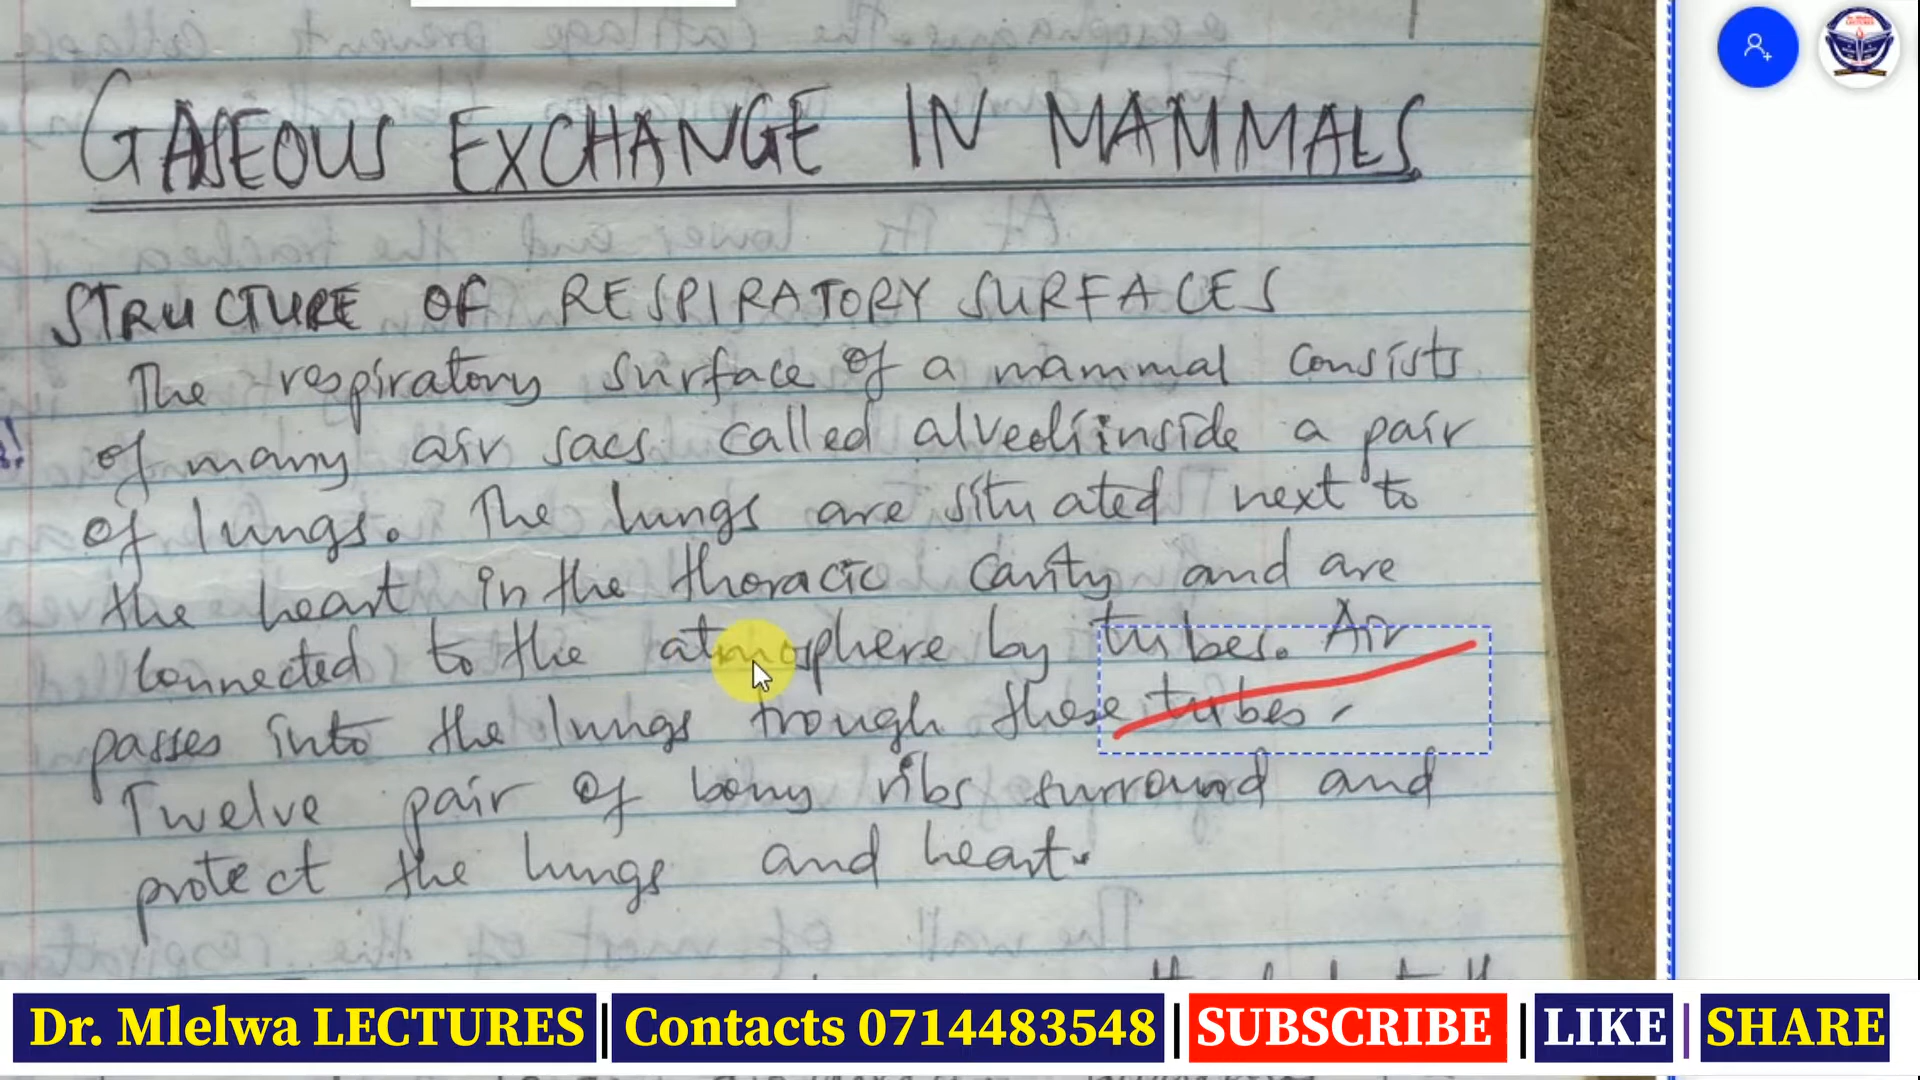 GASEOUS EXCHANGE IN MAMMALS.
STRUCTURE OF RESPIRATORY SURFACES
The respiratory surface of a mammal consists
of many air sacs called alveoli inside a pair
of lungs. The lungs are situated next to
the heart in the thoracic cavity and are
connected to the atmosphere by tubes. Air
passes into the lungs trough these tubes.
Twelve pair of bony ribs surround and
protect the lungs and heart.
Dr. Mlelwa LECTURES | Contacts 0714483548 | SUBSCRIBE | LIKE | SHARE